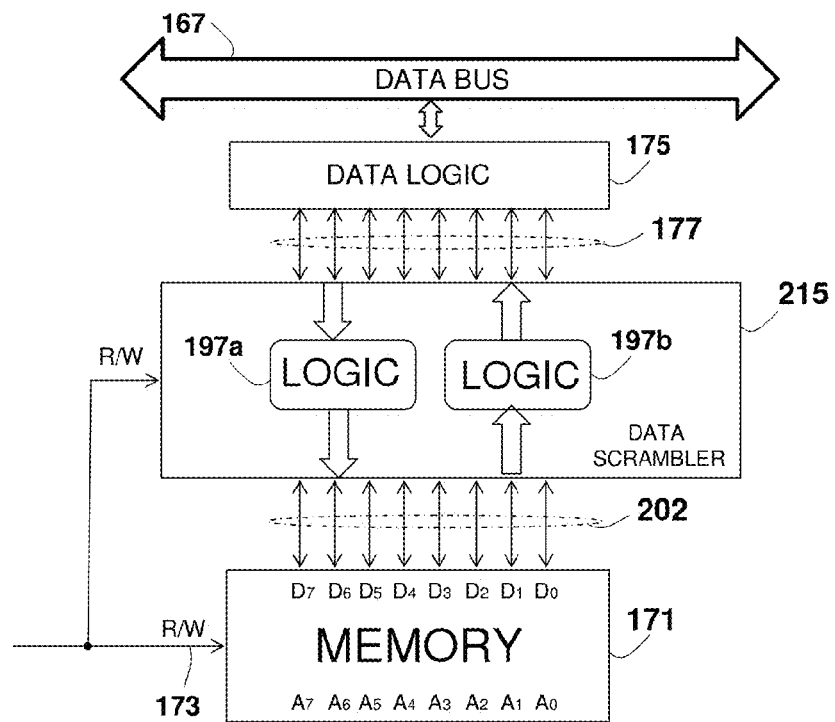 167
DATA BUS
175
DATA LOGIC
177
215
R/W
197a
LOGIC
197b
LOGIC
DATA
SCRAMBLER
202
D7 D6 D5 D4 D3 D2 D1 D0
171
R/W
MEMORY
173
A7 A6 A5 A4 A3 A2 A1 A0